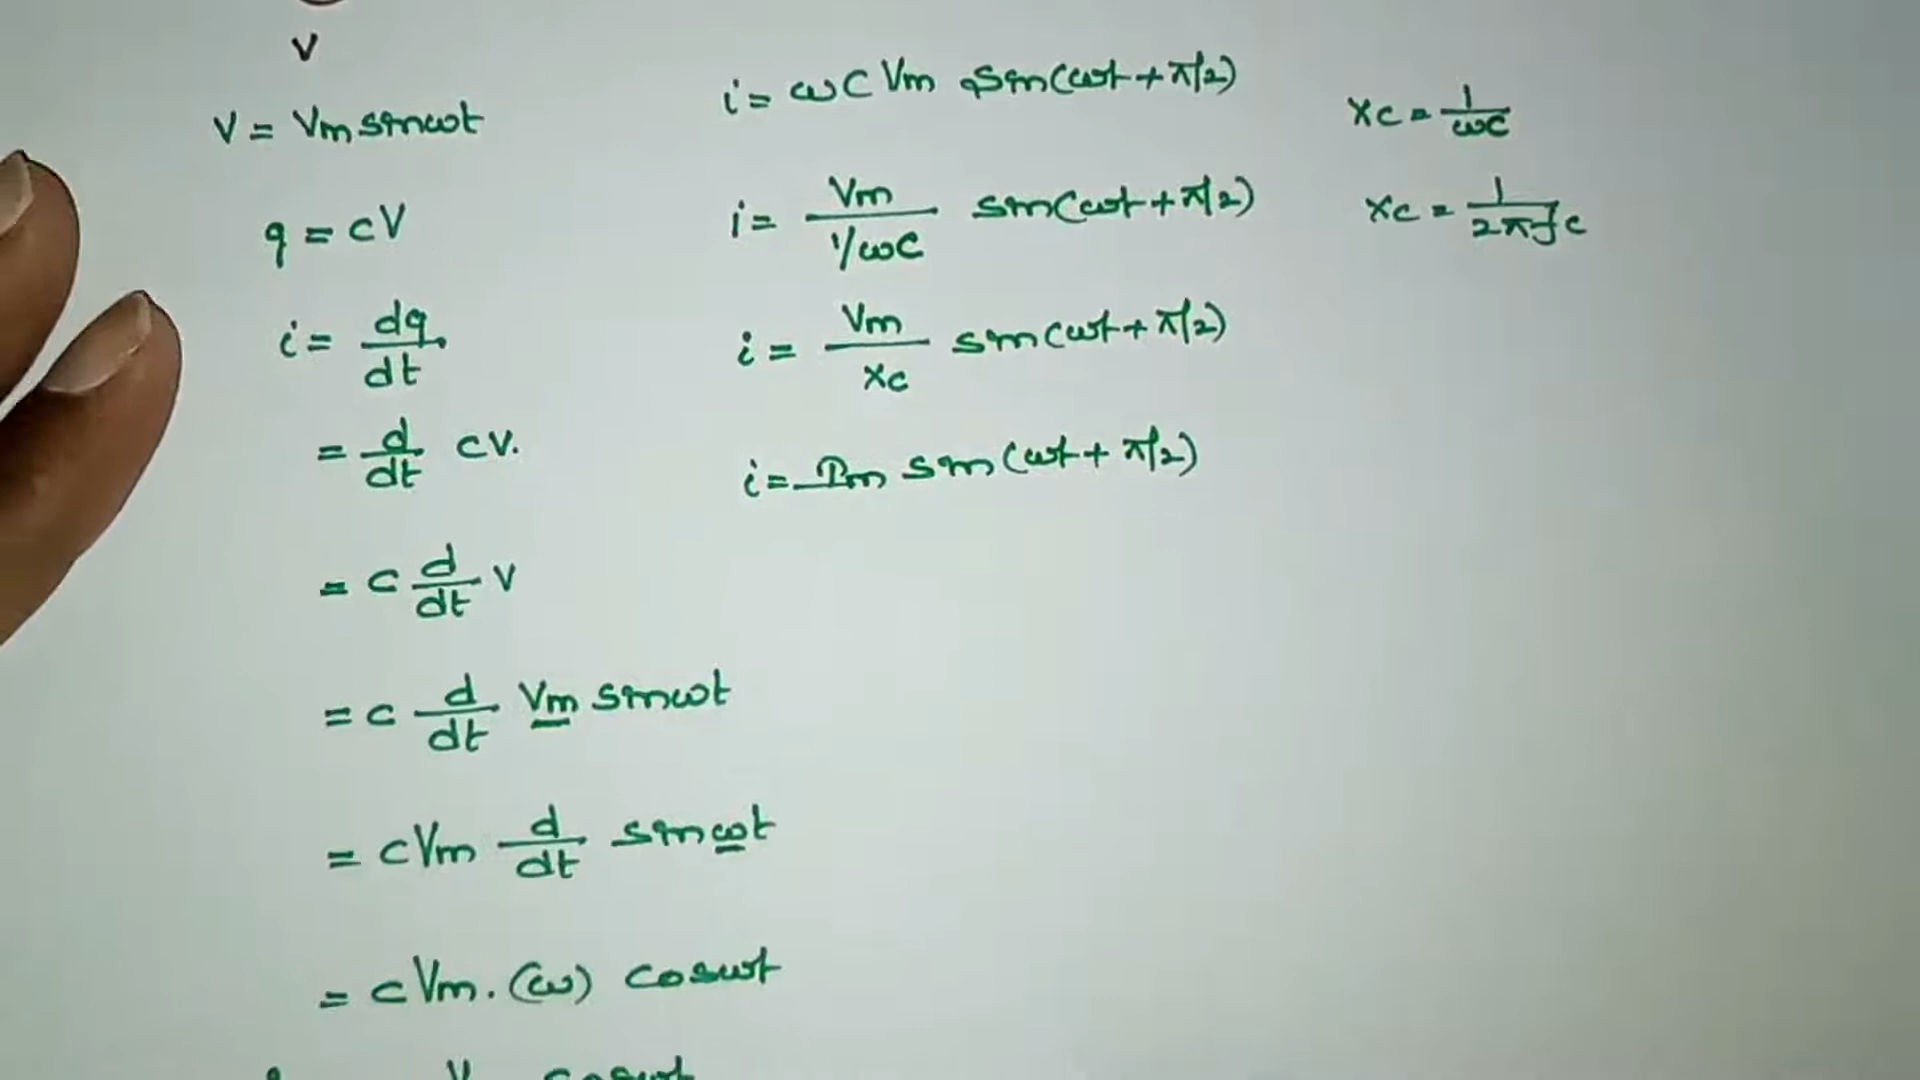 V
V = Vm sinωt
q = cV
i = dq/dt
= d/dt cv.
= c d/dt v
= c d/dt Vm sinωt
= cVm d/dt sinωt
= cVm.(ω) cosωt
cosωt
i = ωC Vm Sin(ωt + π/2)
i = Vm / 1/ωC sin(ωt + π/2)
i = Vm / Xc sin(ωt + π/2)
i = Im sin(ωt + π/2)
Xc = 1/ωC
Xc = 1/2πfc